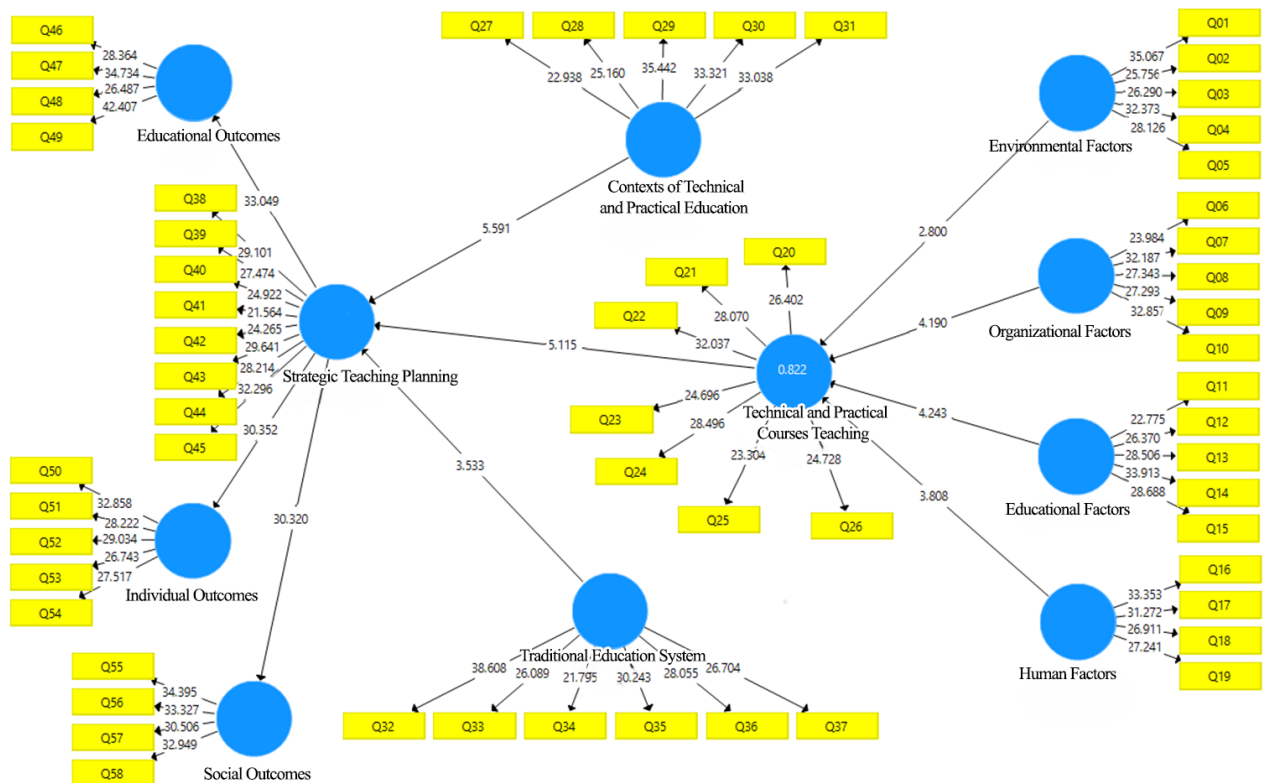 Q46
Q47
Q48
Q49
28.364
34.734
26.487
42.407
Educational Outcomes
Q27
Q28
Q29
Q30
Q31
22.938
25.160
35.442
33.321
33.038
Contexts of Technical
and Practical Education
Q01
Q02
Q03
Q04
Q05
35.067
25.756
26.290
32.373
28.126
Environmental Factors
33.049
5.591
2.800
Q38
Q39
Q40
Q41
Q42
Q43
Q44
Q45
29.101
27.474
24.922
21.564
24.265
29.641
28.214
32.296
Strategic Teaching Planning
Q06
Q07
Q08
Q09
Q10
23.984
32.187
27.343
27.293
32.857
Organizational Factors
4.190
5.115
Q20
Q21
Q22
Q23
Q24
Q25
Q26
26.402
28.070
32.037
24.696
28.496
23.304
24.728
0.822
Technical and Practical
Courses Teaching
Q11
Q12
Q13
Q14
Q15
22.775
26.370
28.506
33.913
28.688
Educational Factors
4.243
3.808
30.352
3.533
30.320
Q50
Q51
Q52
Q53
Q54
32.858
28.222
29.034
26.743
27.517
Individual Outcomes
Q16
Q17
Q18
Q19
33.353
31.272
26.911
27.241
Human Factors
Traditional Education System
38.608
26.089
21.795
30.243
28.055
26.704
Q32
Q33
Q34
Q35
Q36
Q37
Q55
Q56
Q57
Q58
34.395
33.327
30.506
32.949
Social Outcomes